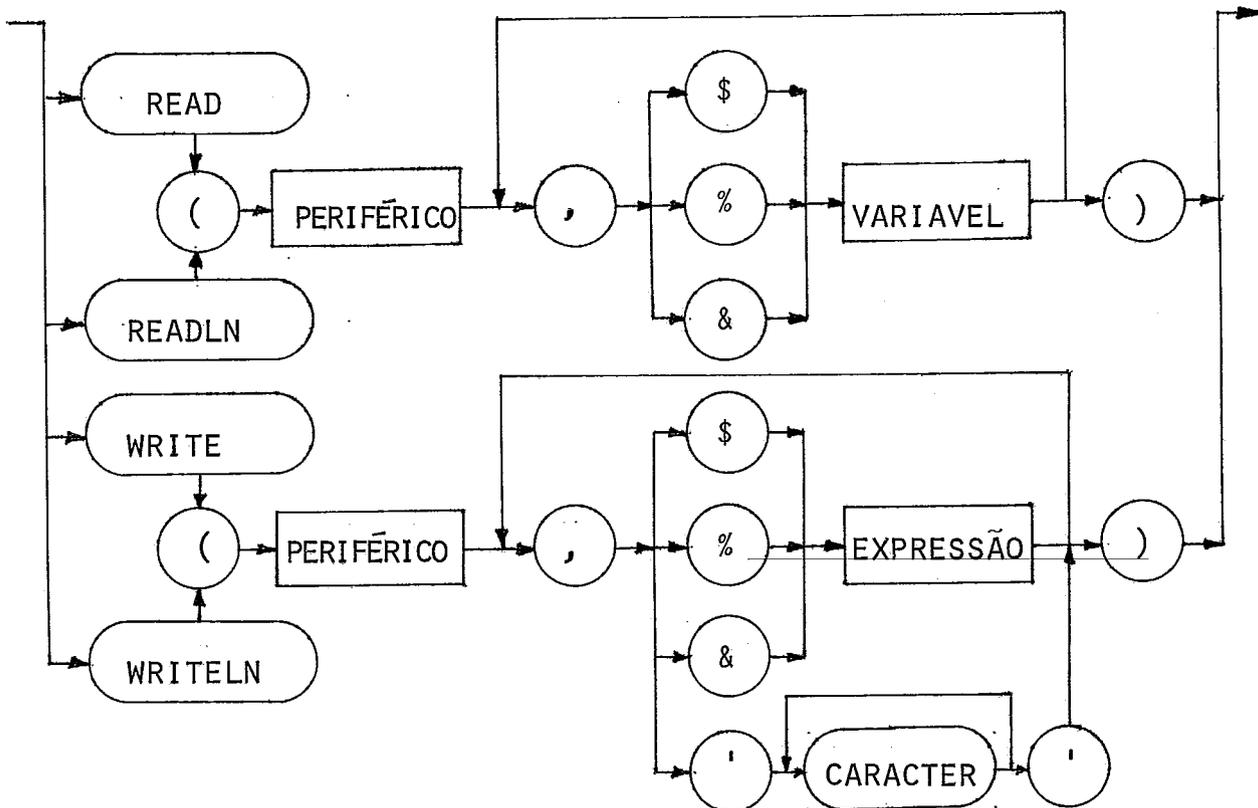 $
READ
( PERIFÉRICO , % VARIAVEL )
&
READLN
$
WRITE
( PERIFÉRICO , % EXPRESSÃO )
&
WRITELN
' CARACTER '